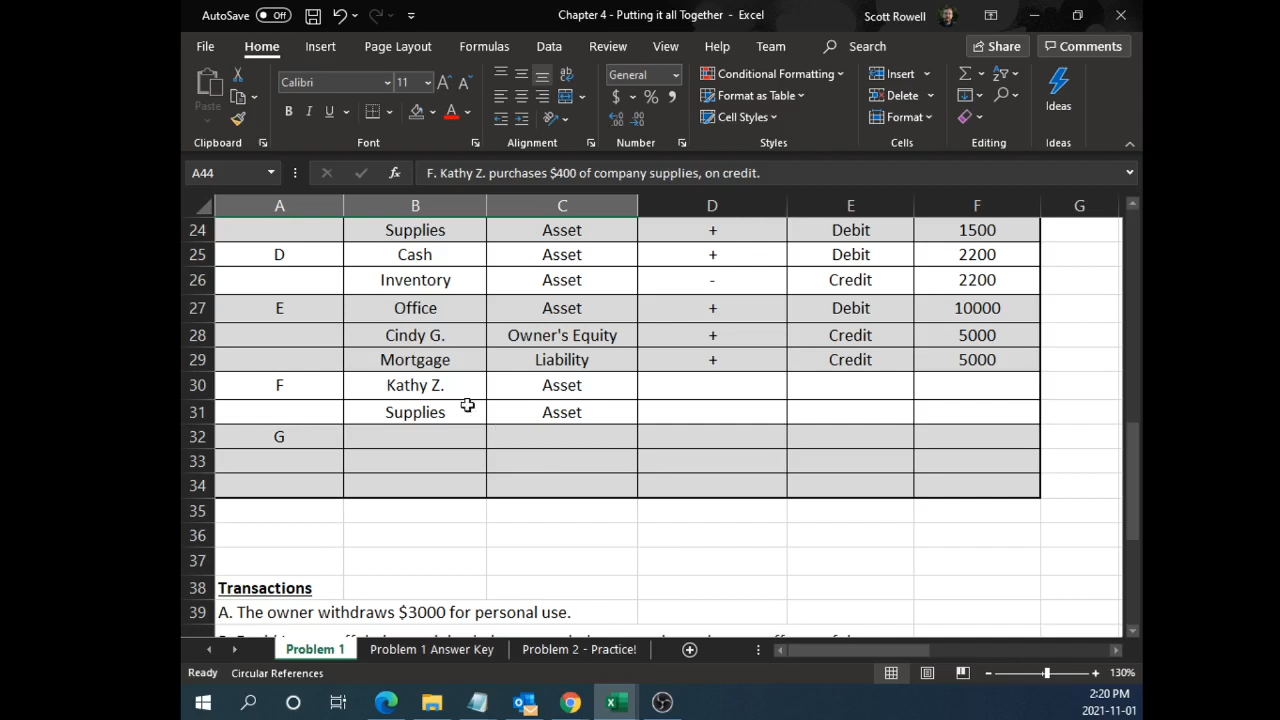 AutoSave Off Chapter 4 - Putting it all Together - Excel Scott Rowell
File Home Insert Page Layout Formulas Data Review View Help Team Search Share Comments
Paste Calibri 11 A A B I U A ab General $ % 9 Conditional Formatting Format as Table Cell Styles Insert Delete Format Ideas
Clipboard Font Alignment Number Styles Cells Editing Ideas
A44 fx F. Kathy Z. purchases $400 of company supplies, on credit.
A B C D E F G
24 Supplies Asset + Debit 1500
25 D Cash Asset + Debit 2200
26 Inventory Asset - Credit 2200
27 E Office Asset + Debit 10000
28 Cindy G. Owner's Equity + Credit 5000
29 Mortgage Liability + Credit 5000
30 F Kathy Z. Asset
31 Supplies Asset
32 G
33
34
35
36
37
38 Transactions
39 A. The owner withdraws $3000 for personal use.
Problem 1 Problem 1 Answer Key Problem 2 - Practice!
Ready Circular References 130%
2:20 PM
2021-11-01